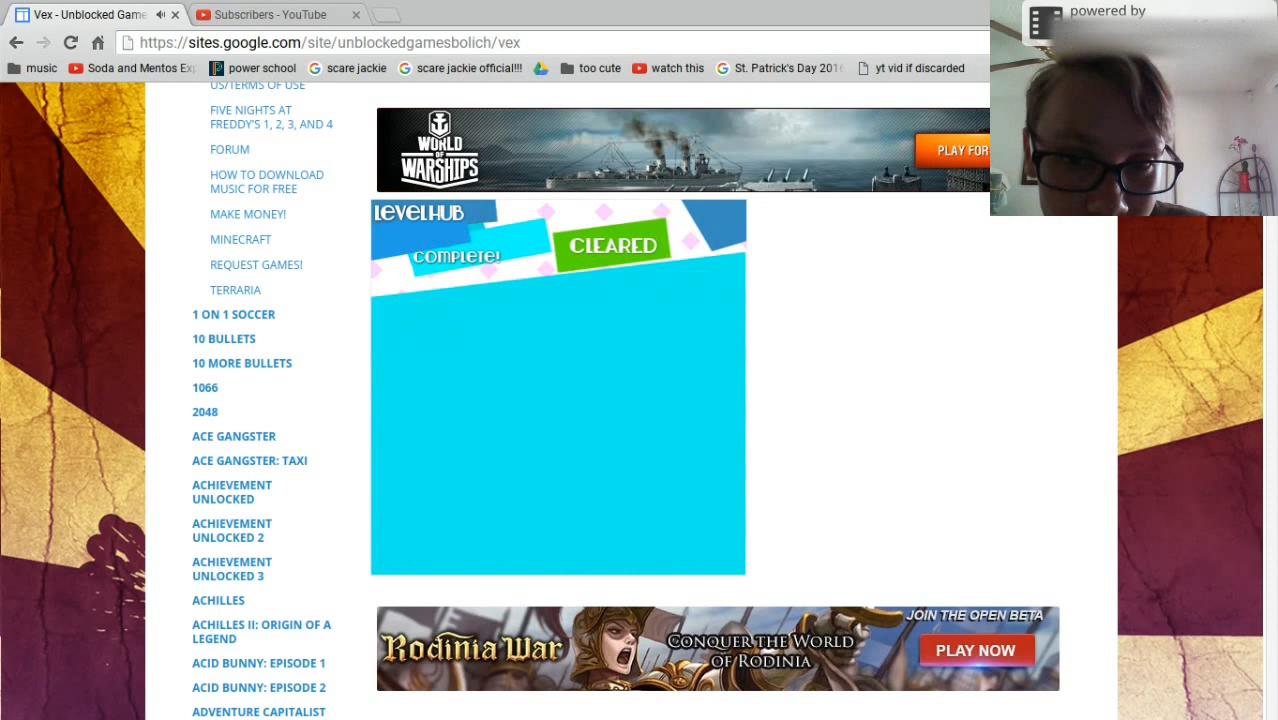 Vex - Unblocked Game
Subscribers - YouTube
powered by
https://sites.google.com/site/unblockedgamesbolich/vex
music
Soda and Mentos Exp
power school
scare jackie
scare jackie official!!!
too cute
watch this
St. Patrick's Day 2016
yt vid if discarded
US/TERMS OF USE
FIVE NIGHTS AT
FREDDY'S 1, 2, 3, AND 4
FORUM
HOW TO DOWNLOAD
MUSIC FOR FREE
MAKE MONEY!
MINECRAFT
REQUEST GAMES!
TERRARIA
1 ON 1 SOCCER
10 BULLETS
10 MORE BULLETS
1066
2048
ACE GANGSTER
ACE GANGSTER: TAXI
ACHIEVEMENT
UNLOCKED
ACHIEVEMENT
UNLOCKED 2
ACHIEVEMENT
UNLOCKED 3
ACHILLES
ACHILLES II: ORIGIN OF A
LEGEND
ACID BUNNY: EPISODE 1
ACID BUNNY: EPISODE 2
ADVENTURE CAPITALIST
WORLD
OF
WARSHIPS
PLAY FOR
LEVEL HUB
COMPLETE!
CLEARED
RODINIA WAR
CONQUER THE WORLD
OF RODINIA
JOIN THE OPEN BETA
PLAY NOW